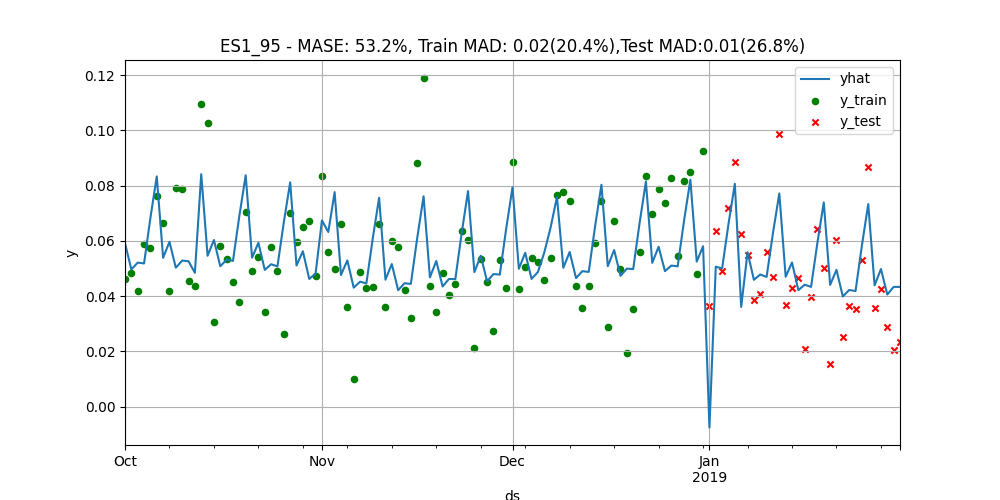 ES1_95 - MASE: 53.2%, Train MAD: 0.02(20.4%),Test MAD:0.01(26.8%)
yhat
y_train
y_test
0.12
0.10
0.08
0.06
0.04
0.02
0.00
y
Oct
Nov
Dec
Jan
2019
ds